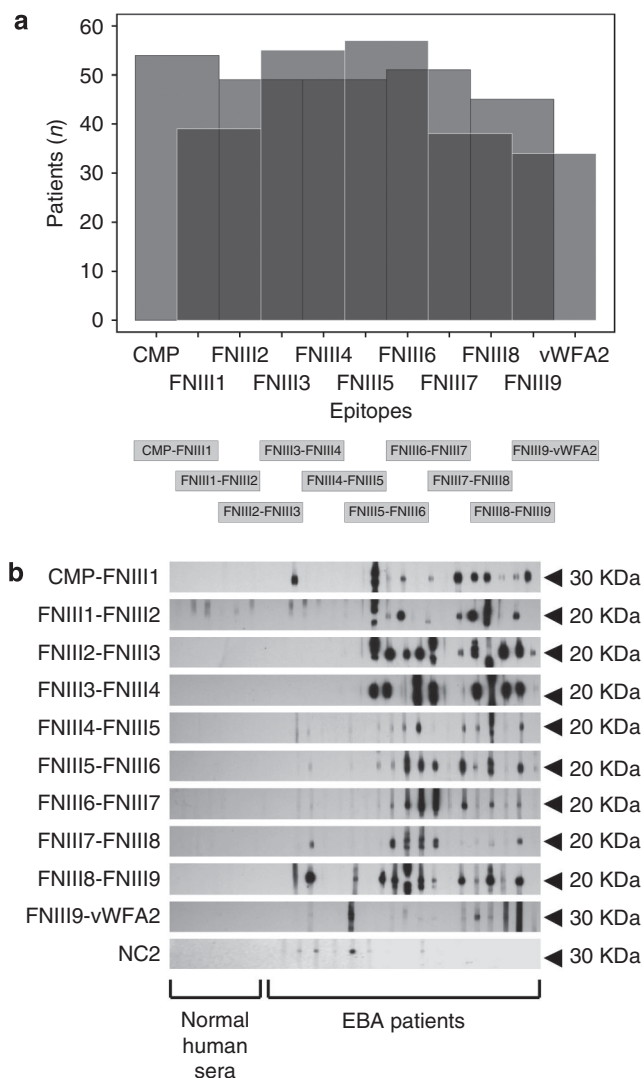 a
Patients (n)
60
50
40
30
20
10
0
CMP FNIII2 FNIII4 FNIII6 FNIII8 vWFA2
FNIII1 FNIII3 FNIII5 FNIII7 FNIII9
Epitopes
CMP-FNIII1 FNIII3-FNIII4 FNIII6-FNIII7 FNIII9-vWFA2
FNIII1-FNIII2 FNIII4-FNIII5 FNIII7-FNIII8
FNIII2-FNIII3 FNIII5-FNIII6 FNIII8-FNIII9
b
CMP-FNIII1 30 KDa
FNIII1-FNIII2 20 KDa
FNIII2-FNIII3 20 KDa
FNIII3-FNIII4 20 KDa
FNIII4-FNIII5 20 KDa
FNIII5-FNIII6 20 KDa
FNIII6-FNIII7 20 KDa
FNIII7-FNIII8 20 KDa
FNIII8-FNIII9 20 KDa
FNIII9-vWFA2 30 KDa
NC2 30 KDa
Normal
human
sera
EBA patients